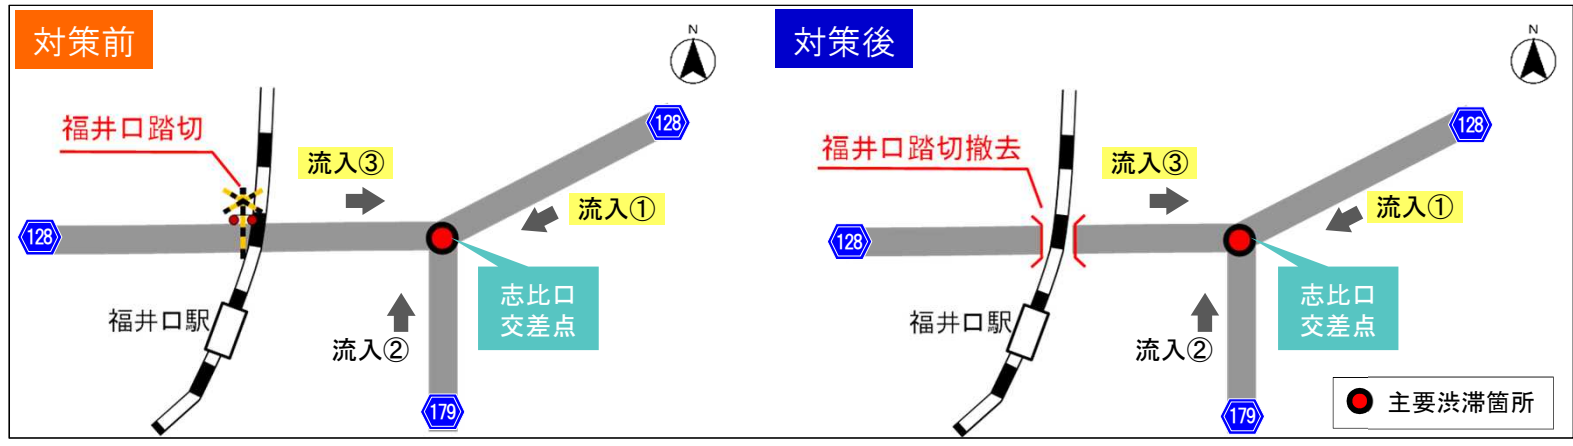 対策前
N
福井口踏切
128
流入③
流入①
128
志比口
交差点
福井口駅
流入②
179
対策後
N
福井口踏切撤去
128
流入③
流入①
128
志比口
交差点
福井口駅
流入②
179
主要渋滞箇所